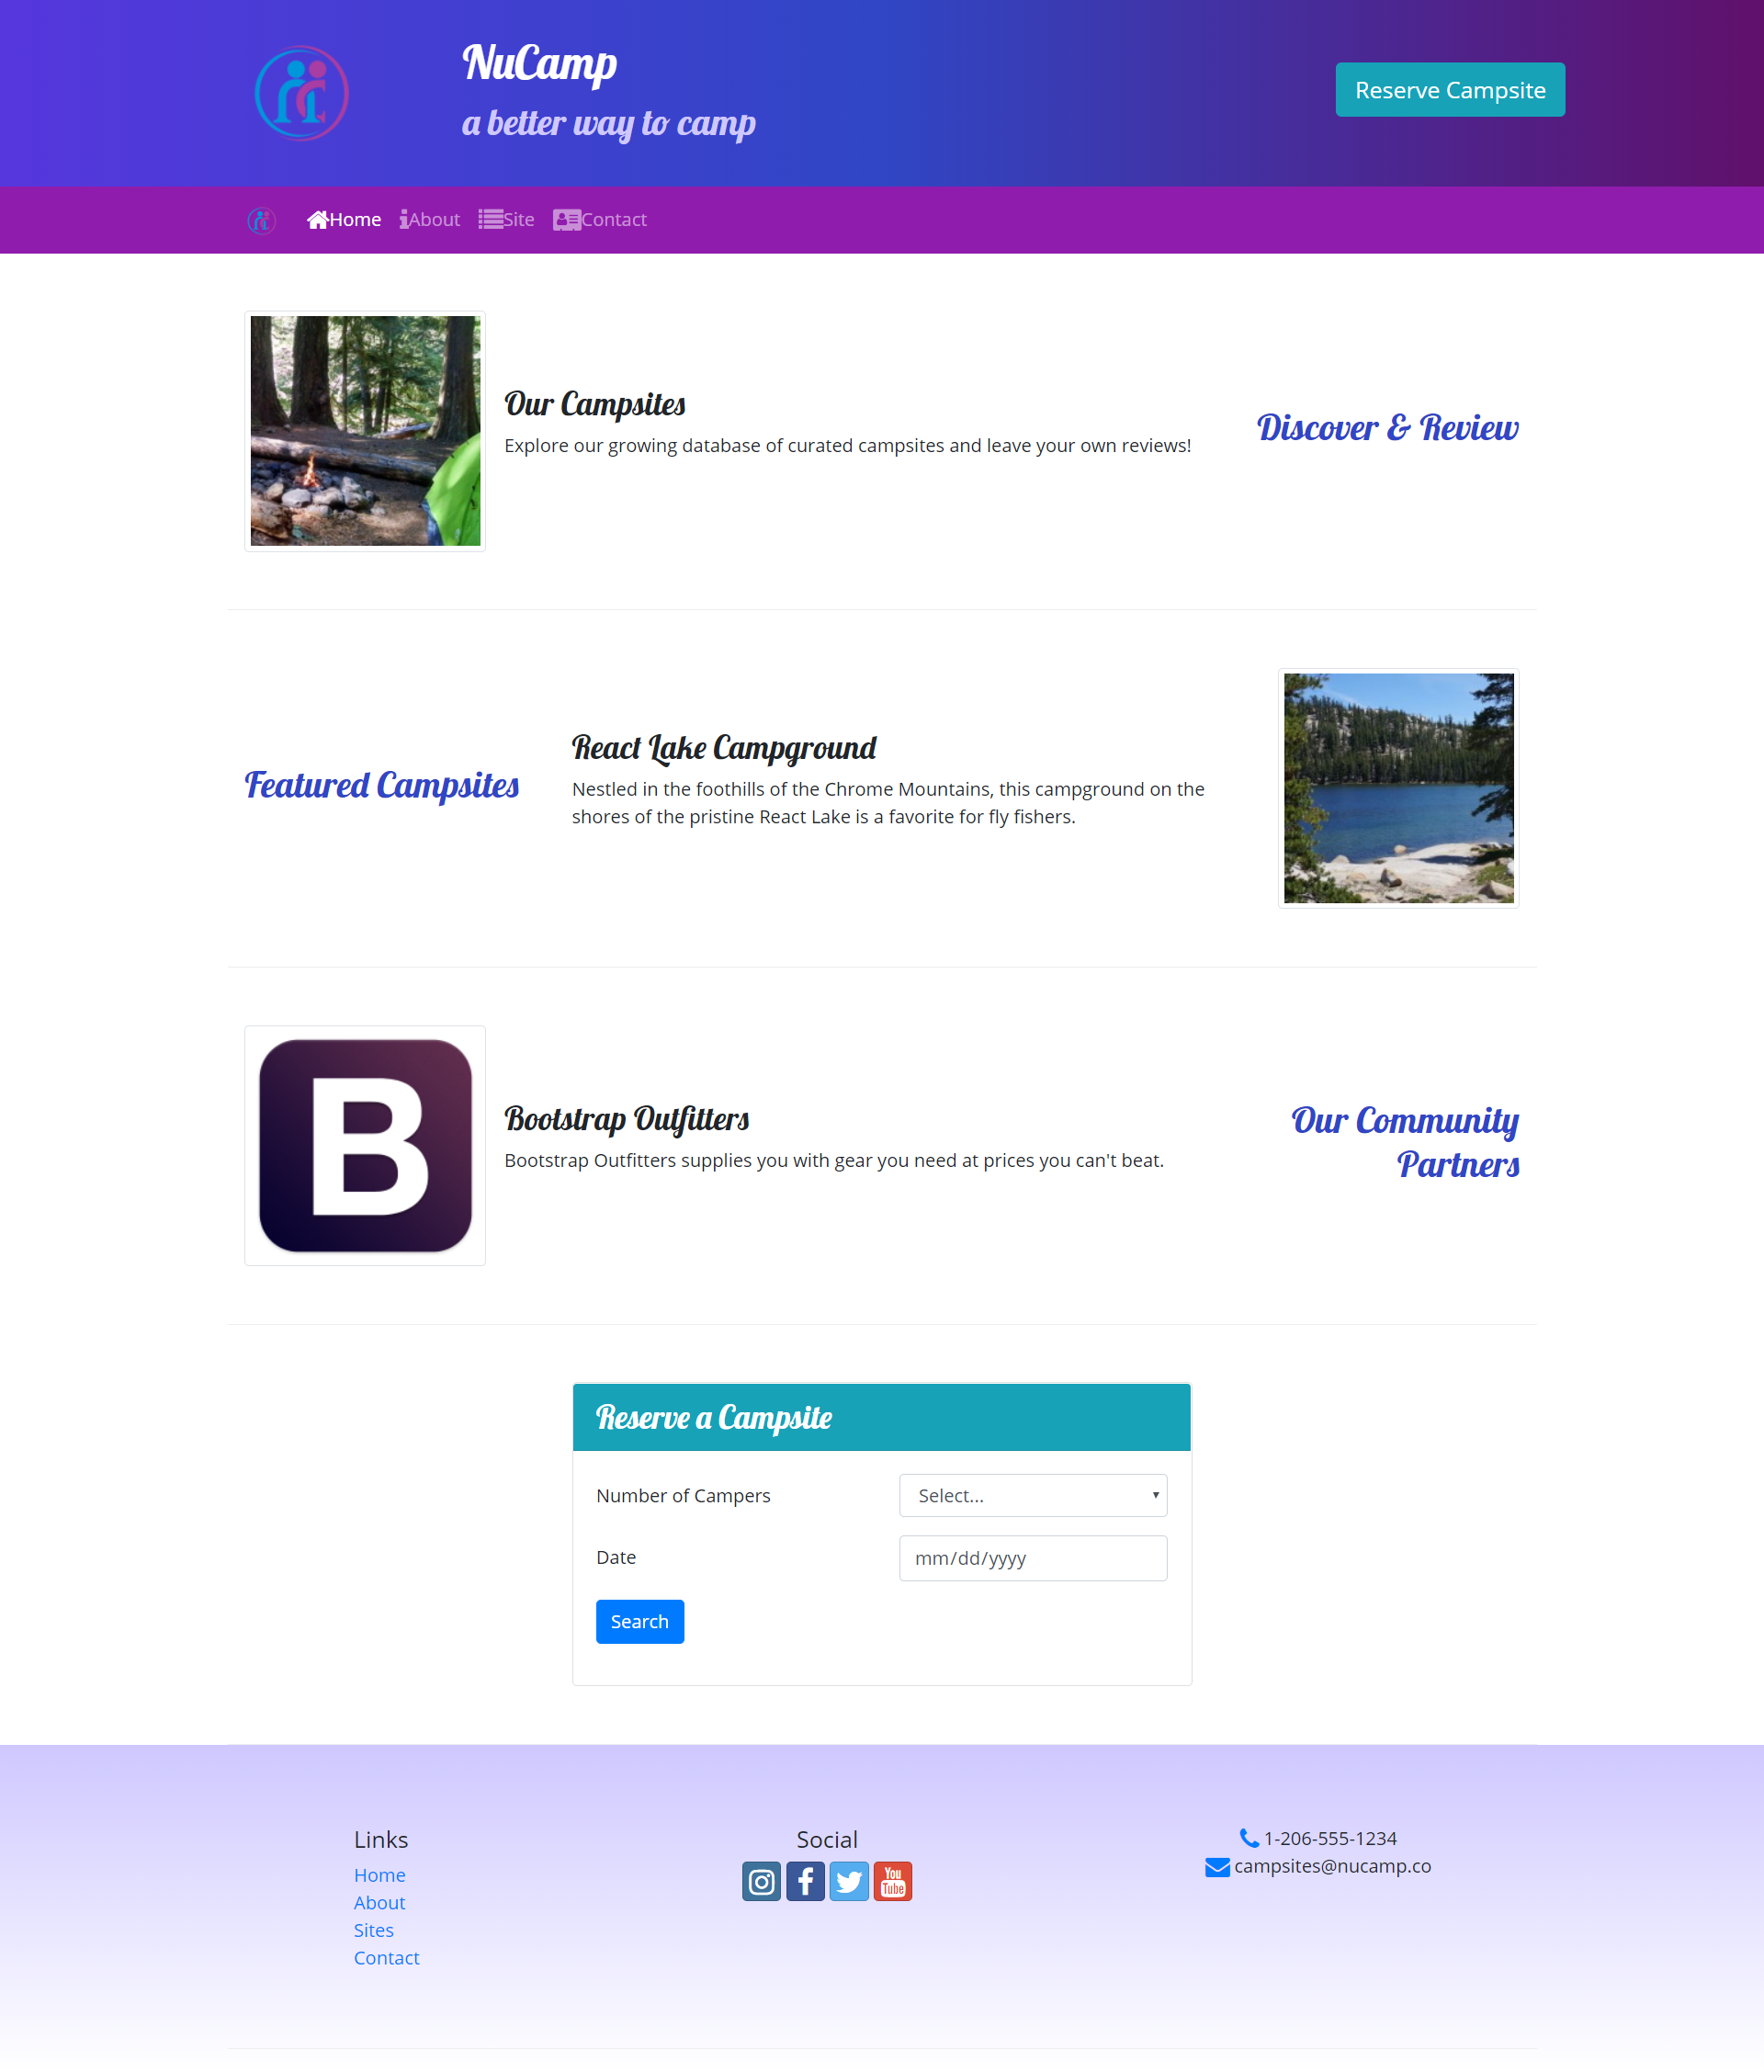 NuCamp
a better way to camp
Reserve Campsite
Home
About
Site
Contact
Our Campsites
Explore our growing database of curated campsites and leave your own reviews!
Discover & Review
Featured Campsites
React Lake Campground
Nestled in the foothills of the Chrome Mountains, this campground on the
shores of the pristine React Lake is a favorite for fly fishers.
B
Bootstrap Outfitters
Bootstrap Outfitters supplies you with gear you need at prices you can't beat.
Our Community
Partners
Reserve a Campsite
Number of Campers
Select...
Date
mm/dd/yyyy
Search
Links
Home
About
Sites
Contact
Social
f
You
Tube
1-206-555-1234
campsites@nucamp.co